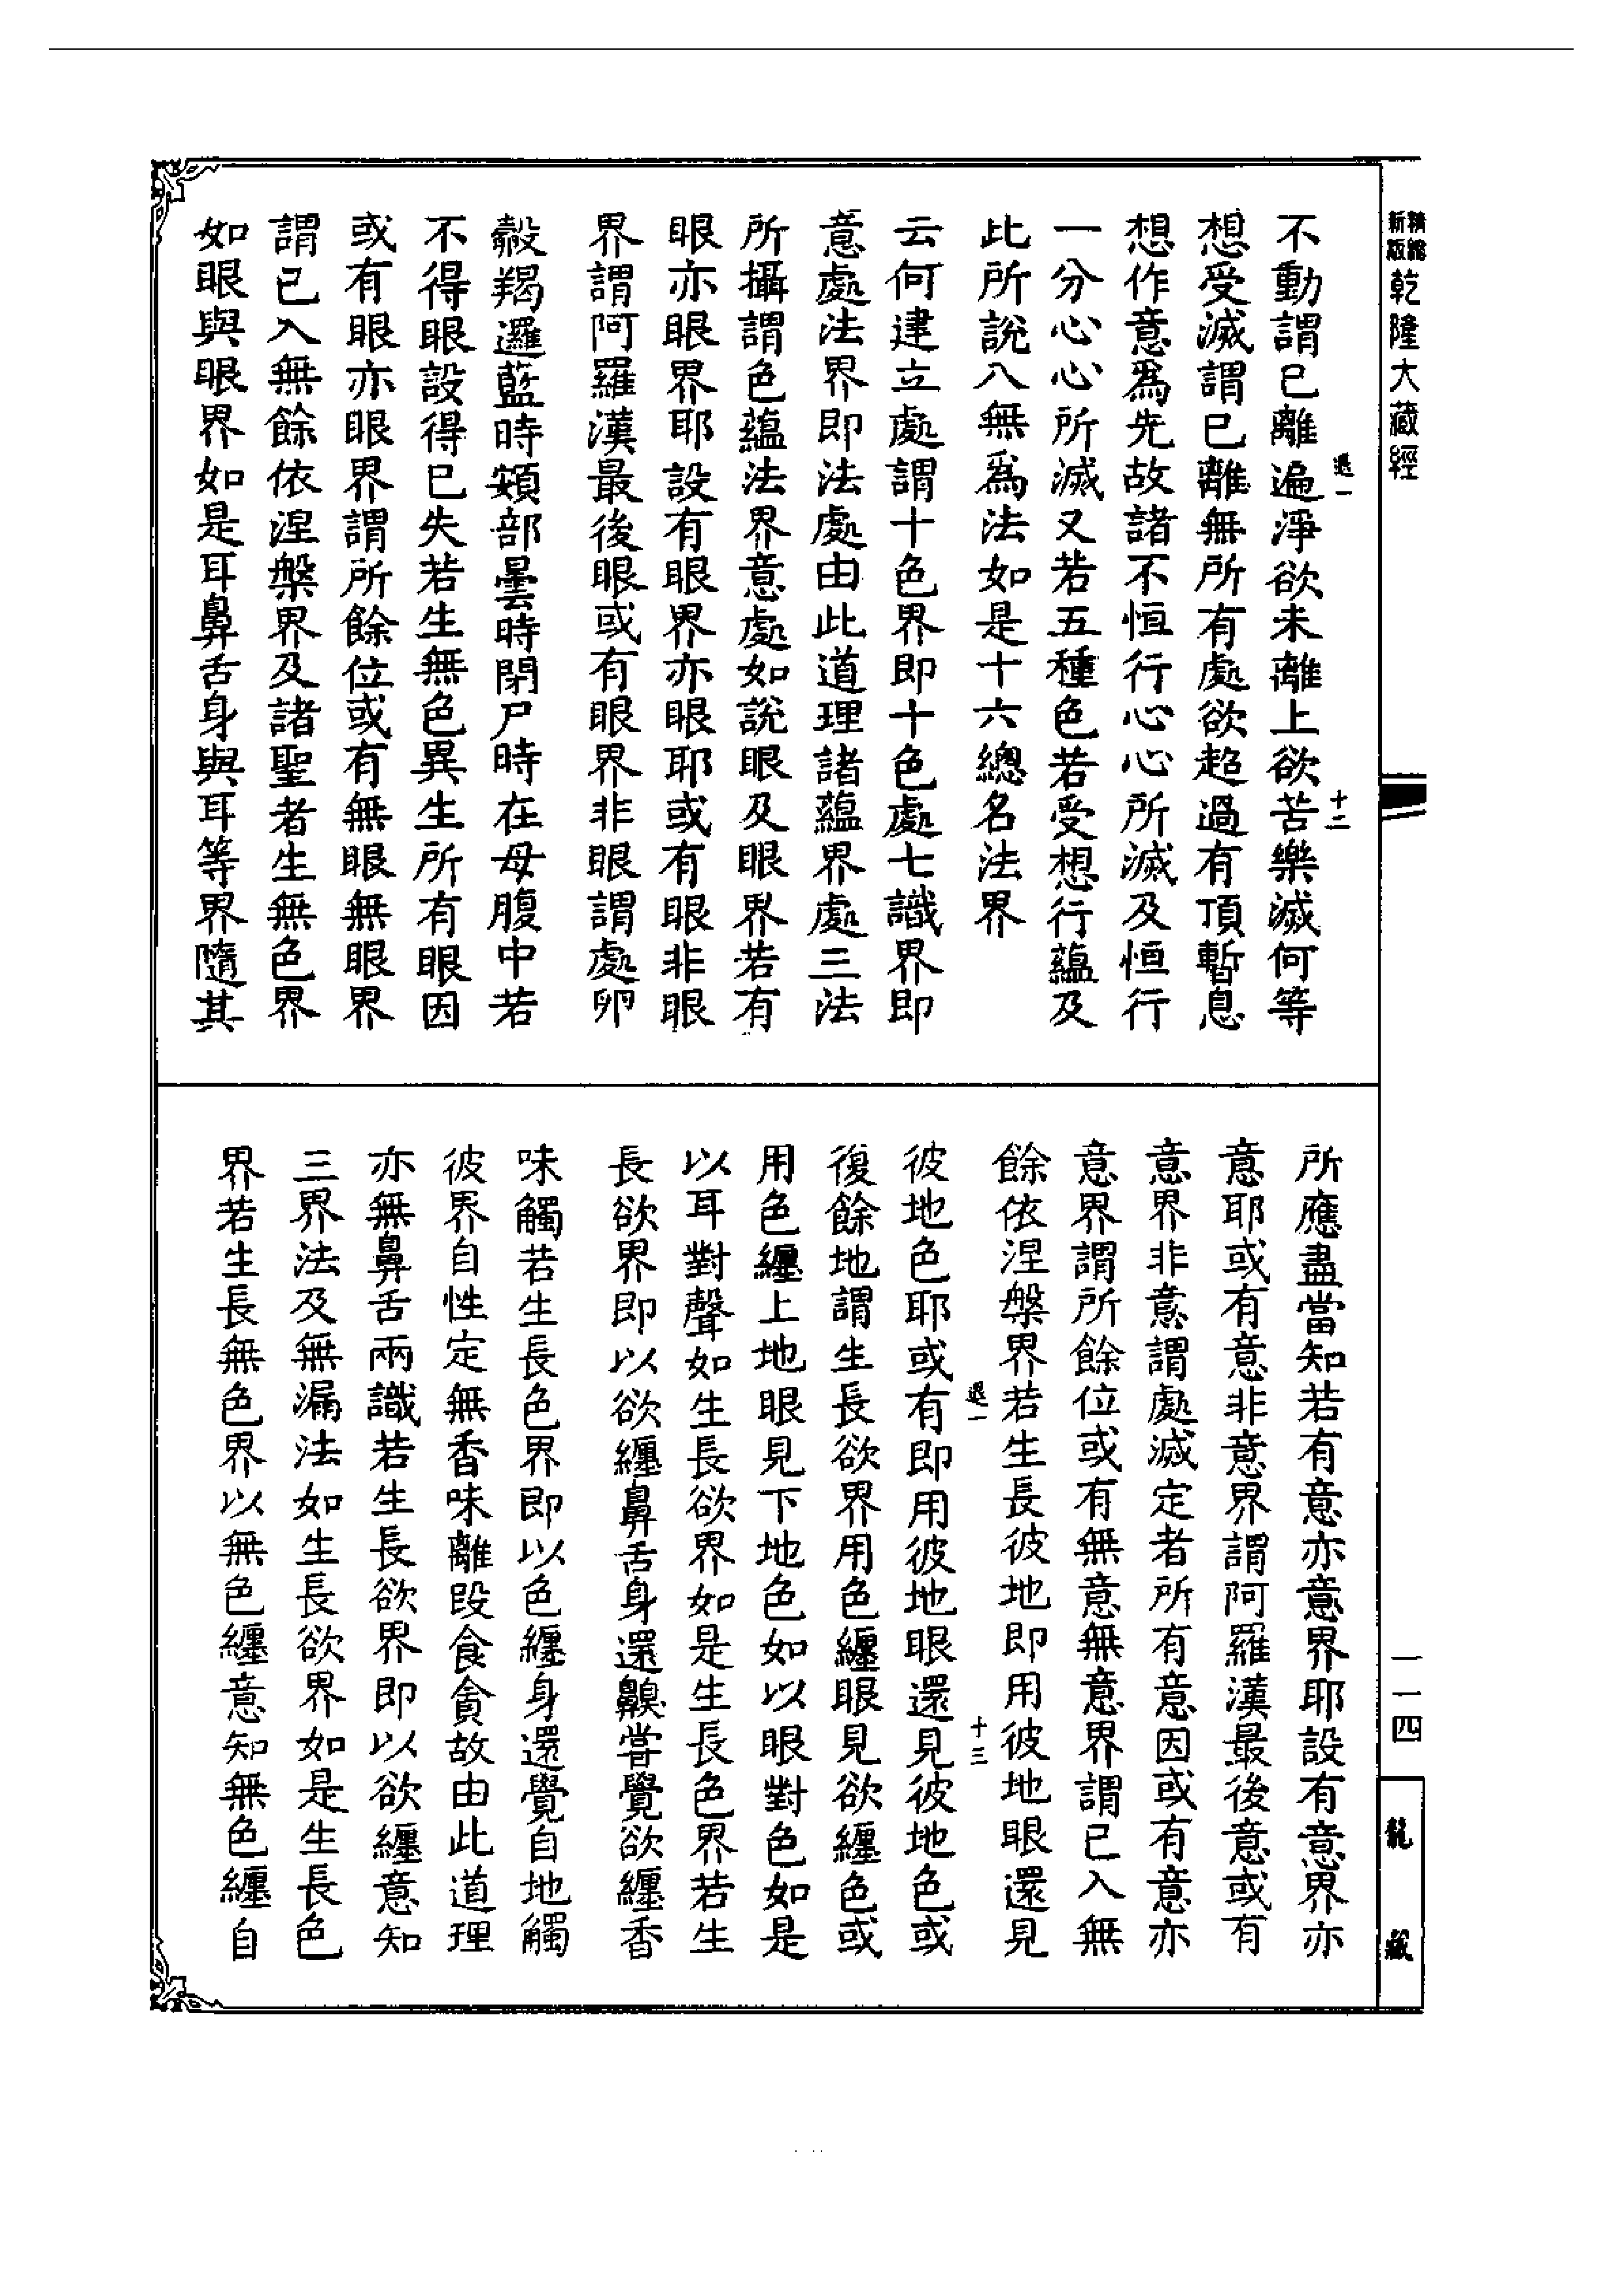 精縮新版乾隆大藏經
退一
十二
不動謂已離遍淨欲未離上欲苦樂滅何等
想受滅謂已離無所有處欲超過有頂暫息
想作意爲先故諸不恒行心心所滅及恒行
一分心心所滅又若五種色若受想行蘊及
此所說八無爲法如是十六總名法界
云何建立處謂十色界即十色處七識界即
意處法界即法處由此道理諸蘊界處三法
所攝謂色蘊法界意處如說眼及眼界若有
眼亦眼界耶設有眼界亦眼耶或有眼非眼
界謂阿羅漢最後眼或有眼界非眼謂處卵
㲉羯邏藍時頞部曇時閉尸時在母腹中若
不得眼設得已失若生無色異生所有眼因
或有眼亦眼界謂所餘位或有無眼無眼界
謂已入無餘依涅槃界及諸聖者生無色界
如眼與眼界如是耳鼻舌身與耳等界隨其
所應盡當知若有意亦意界耶設有意界亦
意耶或有意非意界謂阿羅漢最後意或有
意界非意謂處滅定者所有意因或有意亦
意界謂所餘位或有無意無意界謂已入無
餘依涅槃界若生長彼地即用彼地眼還見
退一
十三
彼地色耶或有即用彼地眼還見彼地色或
復餘地謂生長欲界用色纏眼見欲纏色或
用色纏上地眼見下地色如以眼對色如是
以耳對聲如生長欲界如是生長色界若生
長欲界即以欲纏鼻舌身還齅甞覺欲纏香
味觸若生長色界即以色纏身還覺自地觸
彼界自性定無香味離段食貪故由此道理
亦無鼻舌兩識若生長欲界即以欲纏意知
三界法及無漏法如生長欲界如是生長色
界若生長無色界以無色纏意知無色纏自
一一四
龍藏